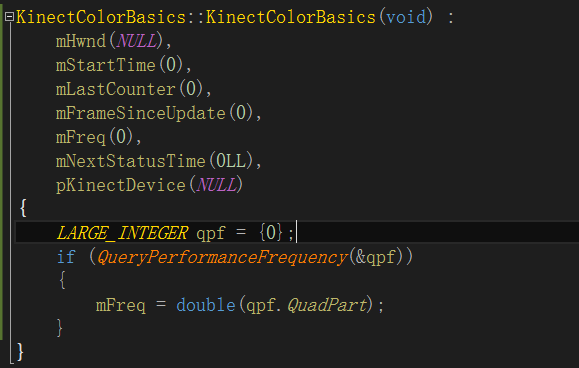 KinectColorBasics::KinectColorBasics(void) :
    mHwnd(NULL),
    mStartTime(0),
    mLastCounter(0),
    mFrameSinceUpdate(0),
    mFreq(0),
    mNextStatusTime(0LL),
    pKinectDevice(NULL)
{
    LARGE_INTEGER qpf = {0};
    if (QueryPerformanceFrequency(&qpf))
    {
        mFreq = double(qpf.QuadPart);
    }
}